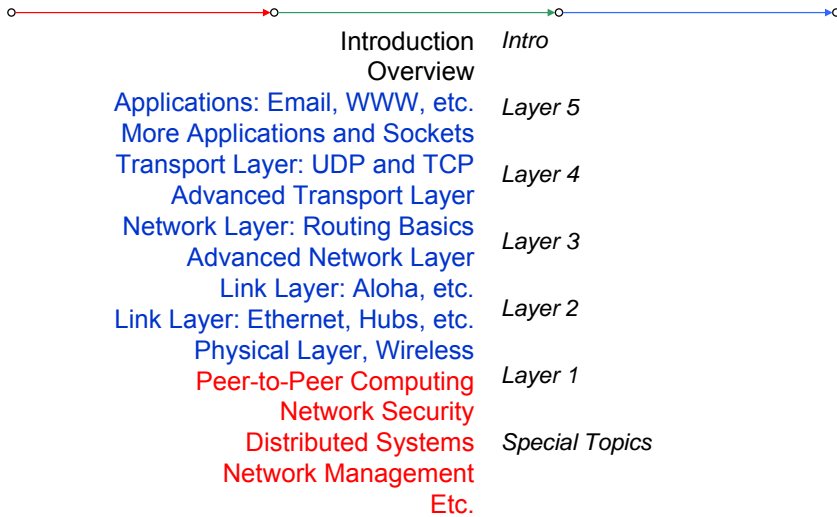 Introduction Intro
Overview
Applications: Email, WWW, etc. Layer 5
More Applications and Sockets
Transport Layer: UDP and TCP Layer 4
Advanced Transport Layer
Network Layer: Routing Basics Layer 3
Advanced Network Layer
Link Layer: Aloha, etc. Layer 2
Link Layer: Ethernet, Hubs, etc.
Physical Layer, Wireless Layer 1
Peer-to-Peer Computing
Network Security
Distributed Systems Special Topics
Network Management
Etc.